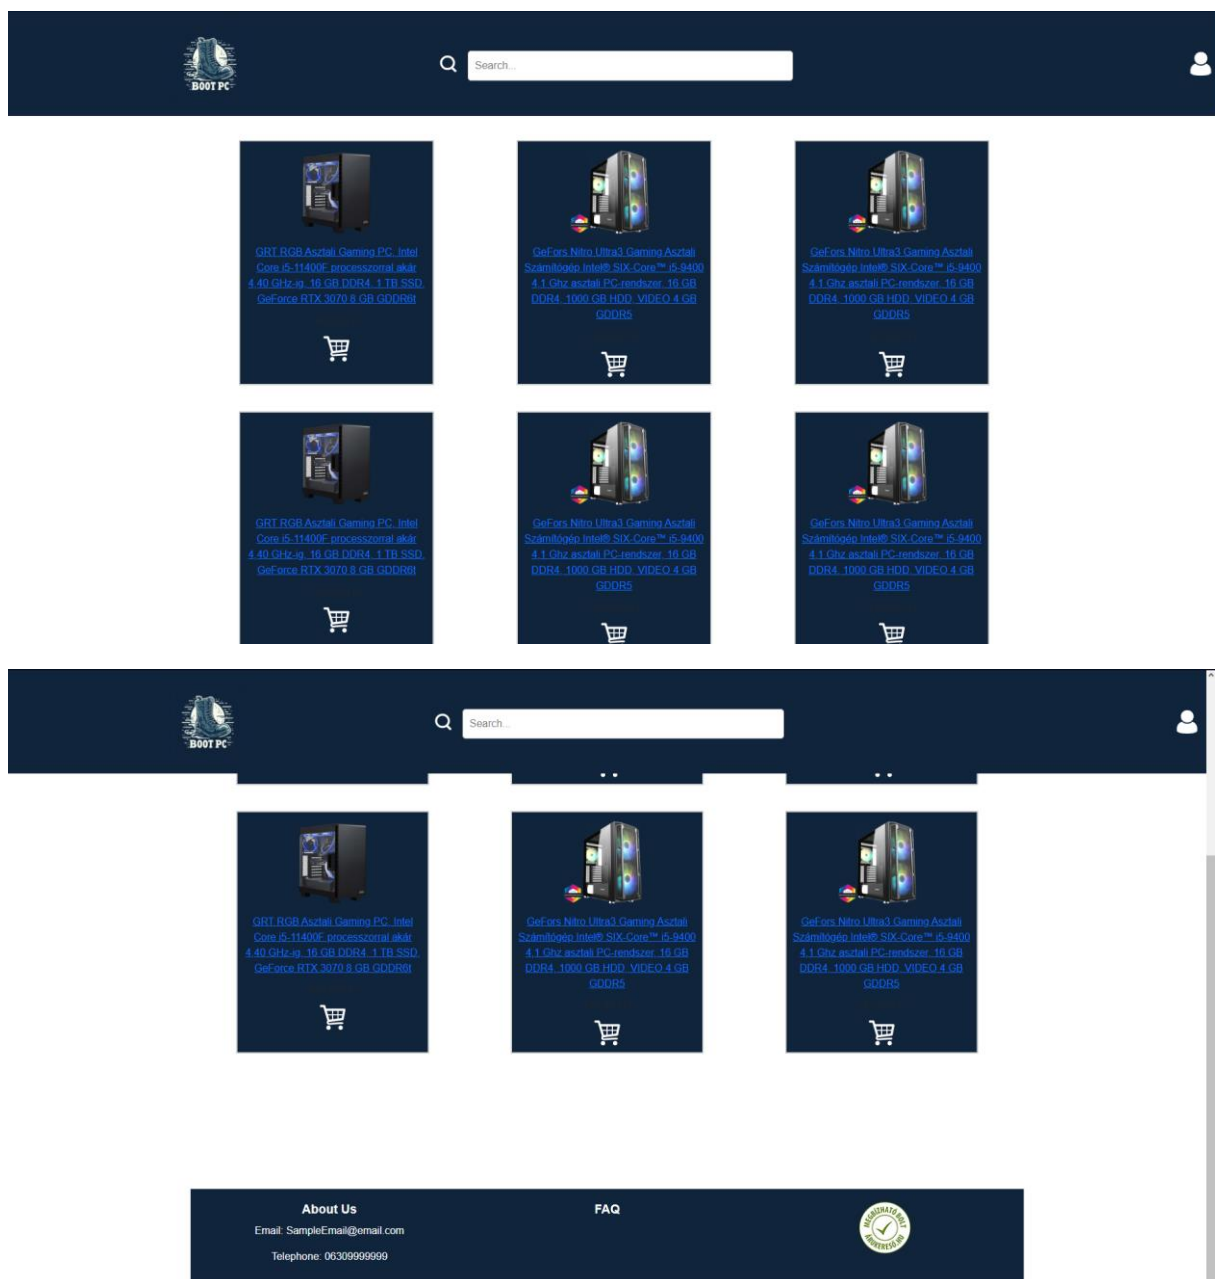 BOOT PC
Search...
GRT RGB Asztali Gaming PC, Intel
Core i5-11400F processzorral akár
4.40 GHz-ig, 16 GB DDR4, 1 TB SSD,
GeForce RTX 3070 8 GB GDDR6t
GeFors Nitro Ultra3 Gaming Asztali
Számítógép Intel® SIX-Core™ i5-9400
4.1 Ghz asztali PC-rendszer, 16 GB
DDR4, 1000 GB HDD, VIDEO 4 GB
GDDR5
GeFors Nitro Ultra3 Gaming Asztali
Számítógép Intel® SIX-Core™ i5-9400
4.1 Ghz asztali PC-rendszer, 16 GB
DDR4, 1000 GB HDD, VIDEO 4 GB
GDDR5
GRT RGB Asztali Gaming PC, Intel
Core i5-11400F processzorral akár
4.40 GHz-ig, 16 GB DDR4, 1 TB SSD,
GeForce RTX 3070 8 GB GDDR6t
GeFors Nitro Ultra3 Gaming Asztali
Számítógép Intel® SIX-Core™ i5-9400
4.1 Ghz asztali PC-rendszer, 16 GB
DDR4, 1000 GB HDD, VIDEO 4 GB
GDDR5
GeFors Nitro Ultra3 Gaming Asztali
Számítógép Intel® SIX-Core™ i5-9400
4.1 Ghz asztali PC-rendszer, 16 GB
DDR4, 1000 GB HDD, VIDEO 4 GB
GDDR5
BOOT PC
Search...
GRT RGB Asztali Gaming PC, Intel
Core i5-11400F processzorral akár
4.40 GHz-ig, 16 GB DDR4, 1 TB SSD,
GeForce RTX 3070 8 GB GDDR6t
GeFors Nitro Ultra3 Gaming Asztali
Számítógép Intel® SIX-Core™ i5-9400
4.1 Ghz asztali PC-rendszer, 16 GB
DDR4, 1000 GB HDD, VIDEO 4 GB
GDDR5
GeFors Nitro Ultra3 Gaming Asztali
Számítógép Intel® SIX-Core™ i5-9400
4.1 Ghz asztali PC-rendszer, 16 GB
DDR4, 1000 GB HDD, VIDEO 4 GB
GDDR5
About Us
Email: SampleEmail@email.com
Telephone: 06309999999
FAQ
MEGBÍZHATÓ BOLT
ÁRUKERESŐ.HU